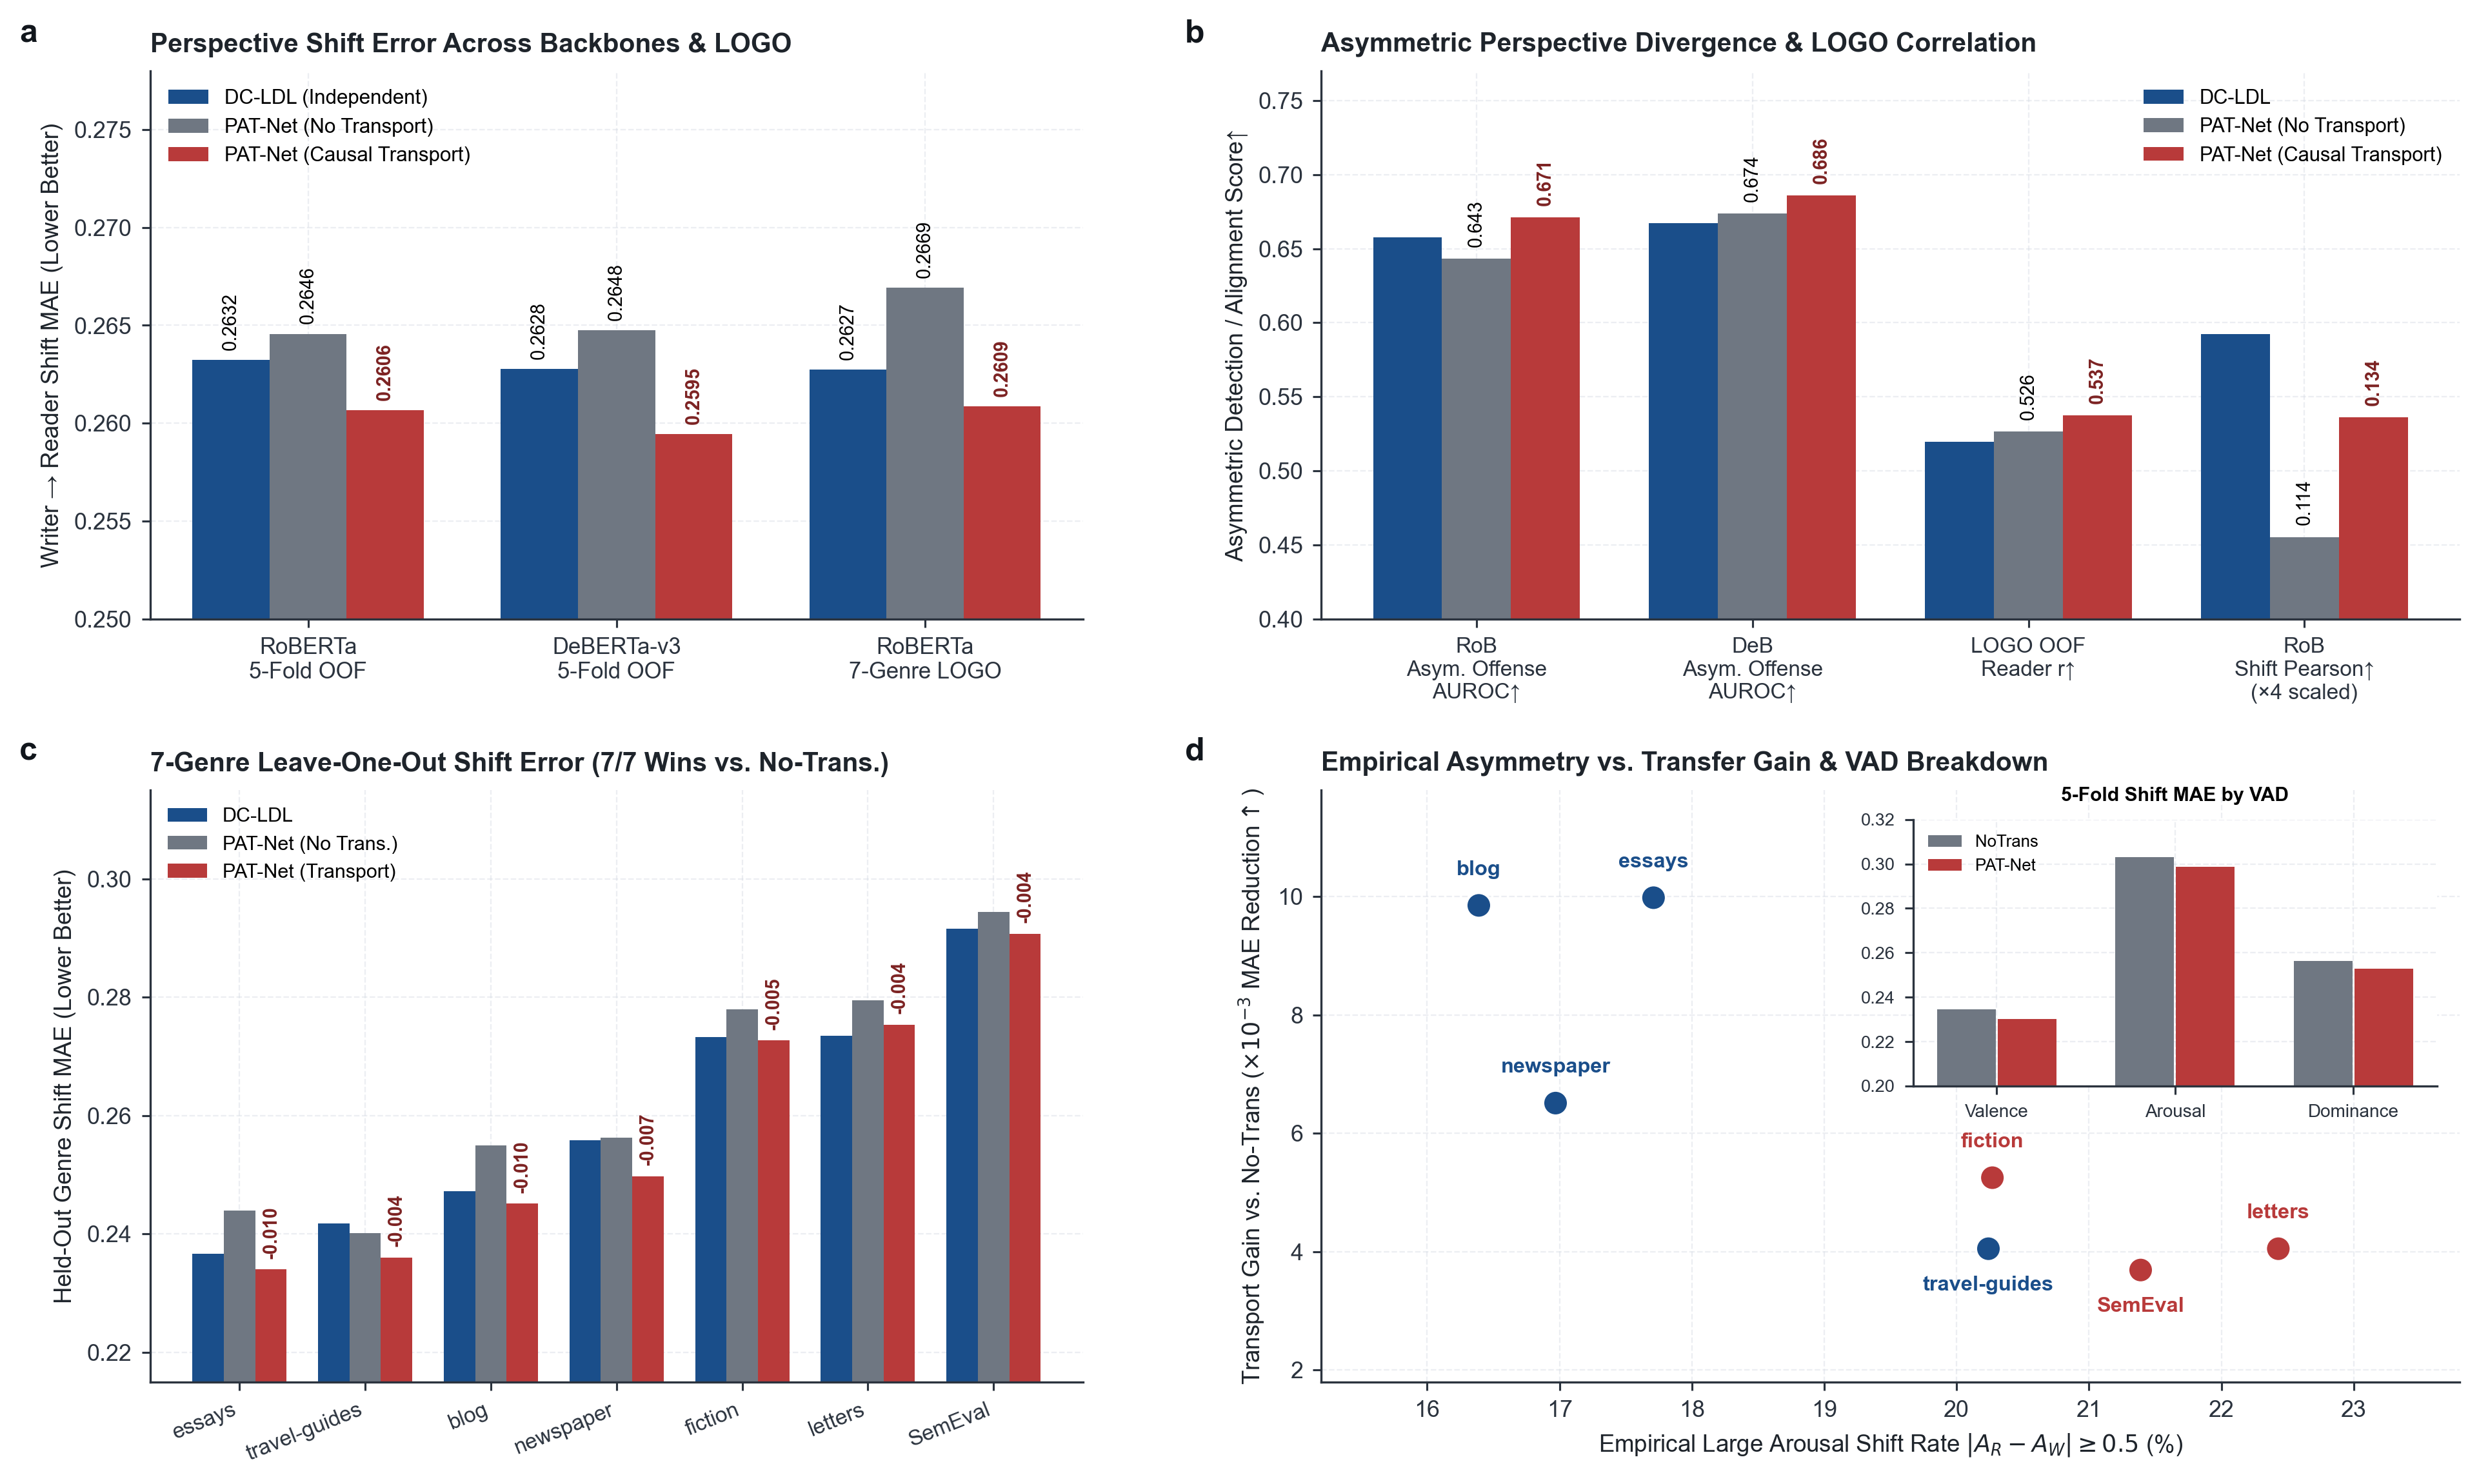 a
Perspective Shift Error Across Backbones & LOGO
DC-LDL (Independent)
PAT-Net (No Transport)
PAT-Net (Causal Transport)
Writer → Reader Shift MAE (Lower Better)
0.275
0.270
0.265
0.260
0.255
0.250
0.2632
0.2646
0.2606
0.2628
0.2648
0.2595
0.2627
0.2669
0.2609
RoBERTa
5-Fold OOF
DeBERTa-v3
5-Fold OOF
RoBERTa
7-Genre LOGO
b
Asymmetric Perspective Divergence & LOGO Correlation
DC-LDL
PAT-Net (No Transport)
PAT-Net (Causal Transport)
Asymmetric Detection / Alignment Score↑
0.75
0.70
0.65
0.60
0.55
0.50
0.45
0.40
0.643
0.671
0.674
0.686
0.526
0.537
0.114
0.134
RoB
Asym. Offense
AUROC↑
DeB
Asym. Offense
AUROC↑
LOGO OOF
Reader r↑
RoB
Shift Pearson↑
(×4 scaled)
c
7-Genre Leave-One-Out Shift Error (7/7 Wins vs. No-Trans.)
DC-LDL
PAT-Net (No Trans.)
PAT-Net (Transport)
Held-Out Genre Shift MAE (Lower Better)
0.30
0.28
0.26
0.24
0.22
-0.010
-0.004
-0.010
-0.007
-0.005
-0.004
-0.004
essays
travel-guides
blog
newspaper
fiction
letters
SemEval
d
Empirical Asymmetry vs. Transfer Gain & VAD Breakdown
Transport Gain vs. No-Trans (×10⁻³ MAE Reduction ↑)
10
8
6
4
2
blog
essays
newspaper
fiction
travel-guides
letters
SemEval
5-Fold Shift MAE by VAD
NoTrans
PAT-Net
0.32
0.30
0.28
0.26
0.24
0.22
0.20
Valence
Arousal
Dominance
16
17
18
19
20
21
22
23
Empirical Large Arousal Shift Rate |A_R − A_W| ≥ 0.5 (%)